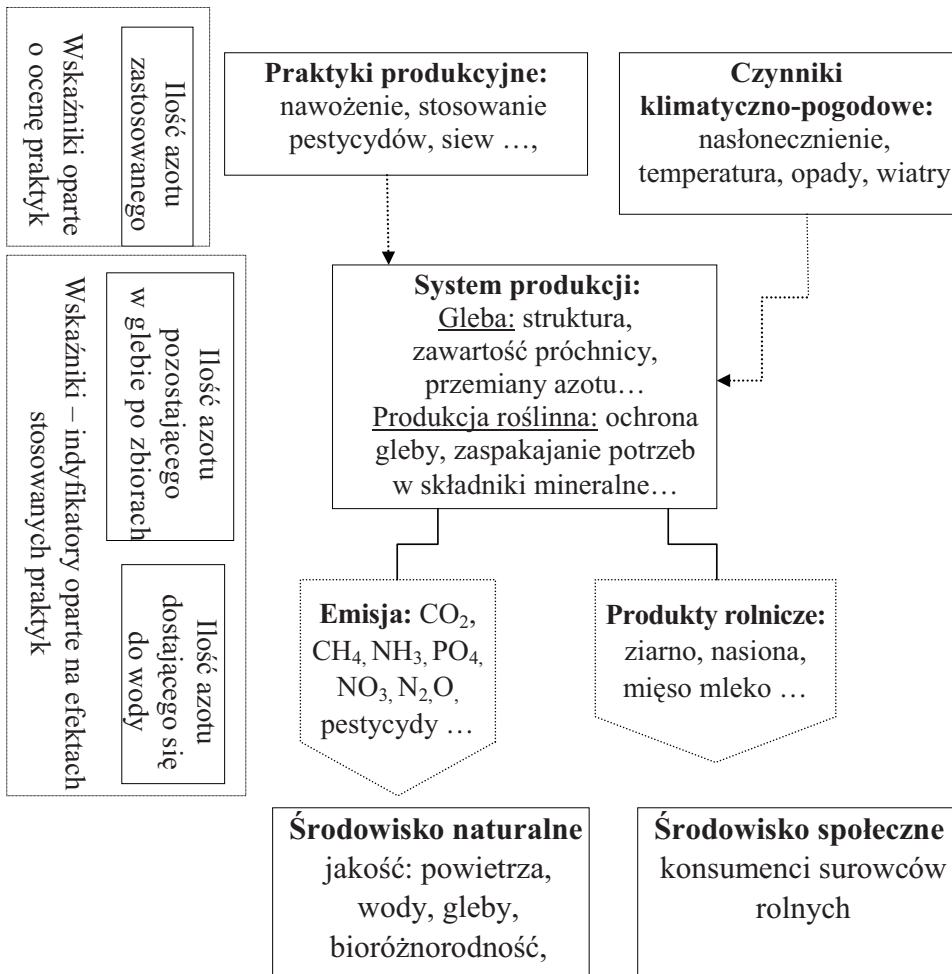 Wskaźniki oparte
o ocenę praktyk
Ilość azotu
zastosowanego
Praktyki produkcyjne:
nawożenie, stosowanie
pestycydów, siew …,
Czynniki
klimatyczno-pogodowe:
nasłonecznienie,
temperatura, opady, wiatry
Wskaźniki – indyfikatory oparte na efektach
stosowanych praktyk
Ilość azotu
pozostającego
w glebie po zbiorach
Ilość azotu
dostającego się
do wody
System produkcji:
Gleba: struktura,
zawartość próchnicy,
przemiany azotu…
Produkcja roślinna: ochrona
gleby, zaspakajanie potrzeb
w składniki mineralne…
Emisja: CO₂,
CH₄, NH₃, PO₄,
NO₃, N₂O,
pestycydy …
Produkty rolnicze:
ziarno, nasiona,
mięso mleko …
Środowisko naturalne
jakość: powietrza,
wody, gleby,
bioróżnorodność,
Środowisko społeczne
konsumenci surowców
rolnych